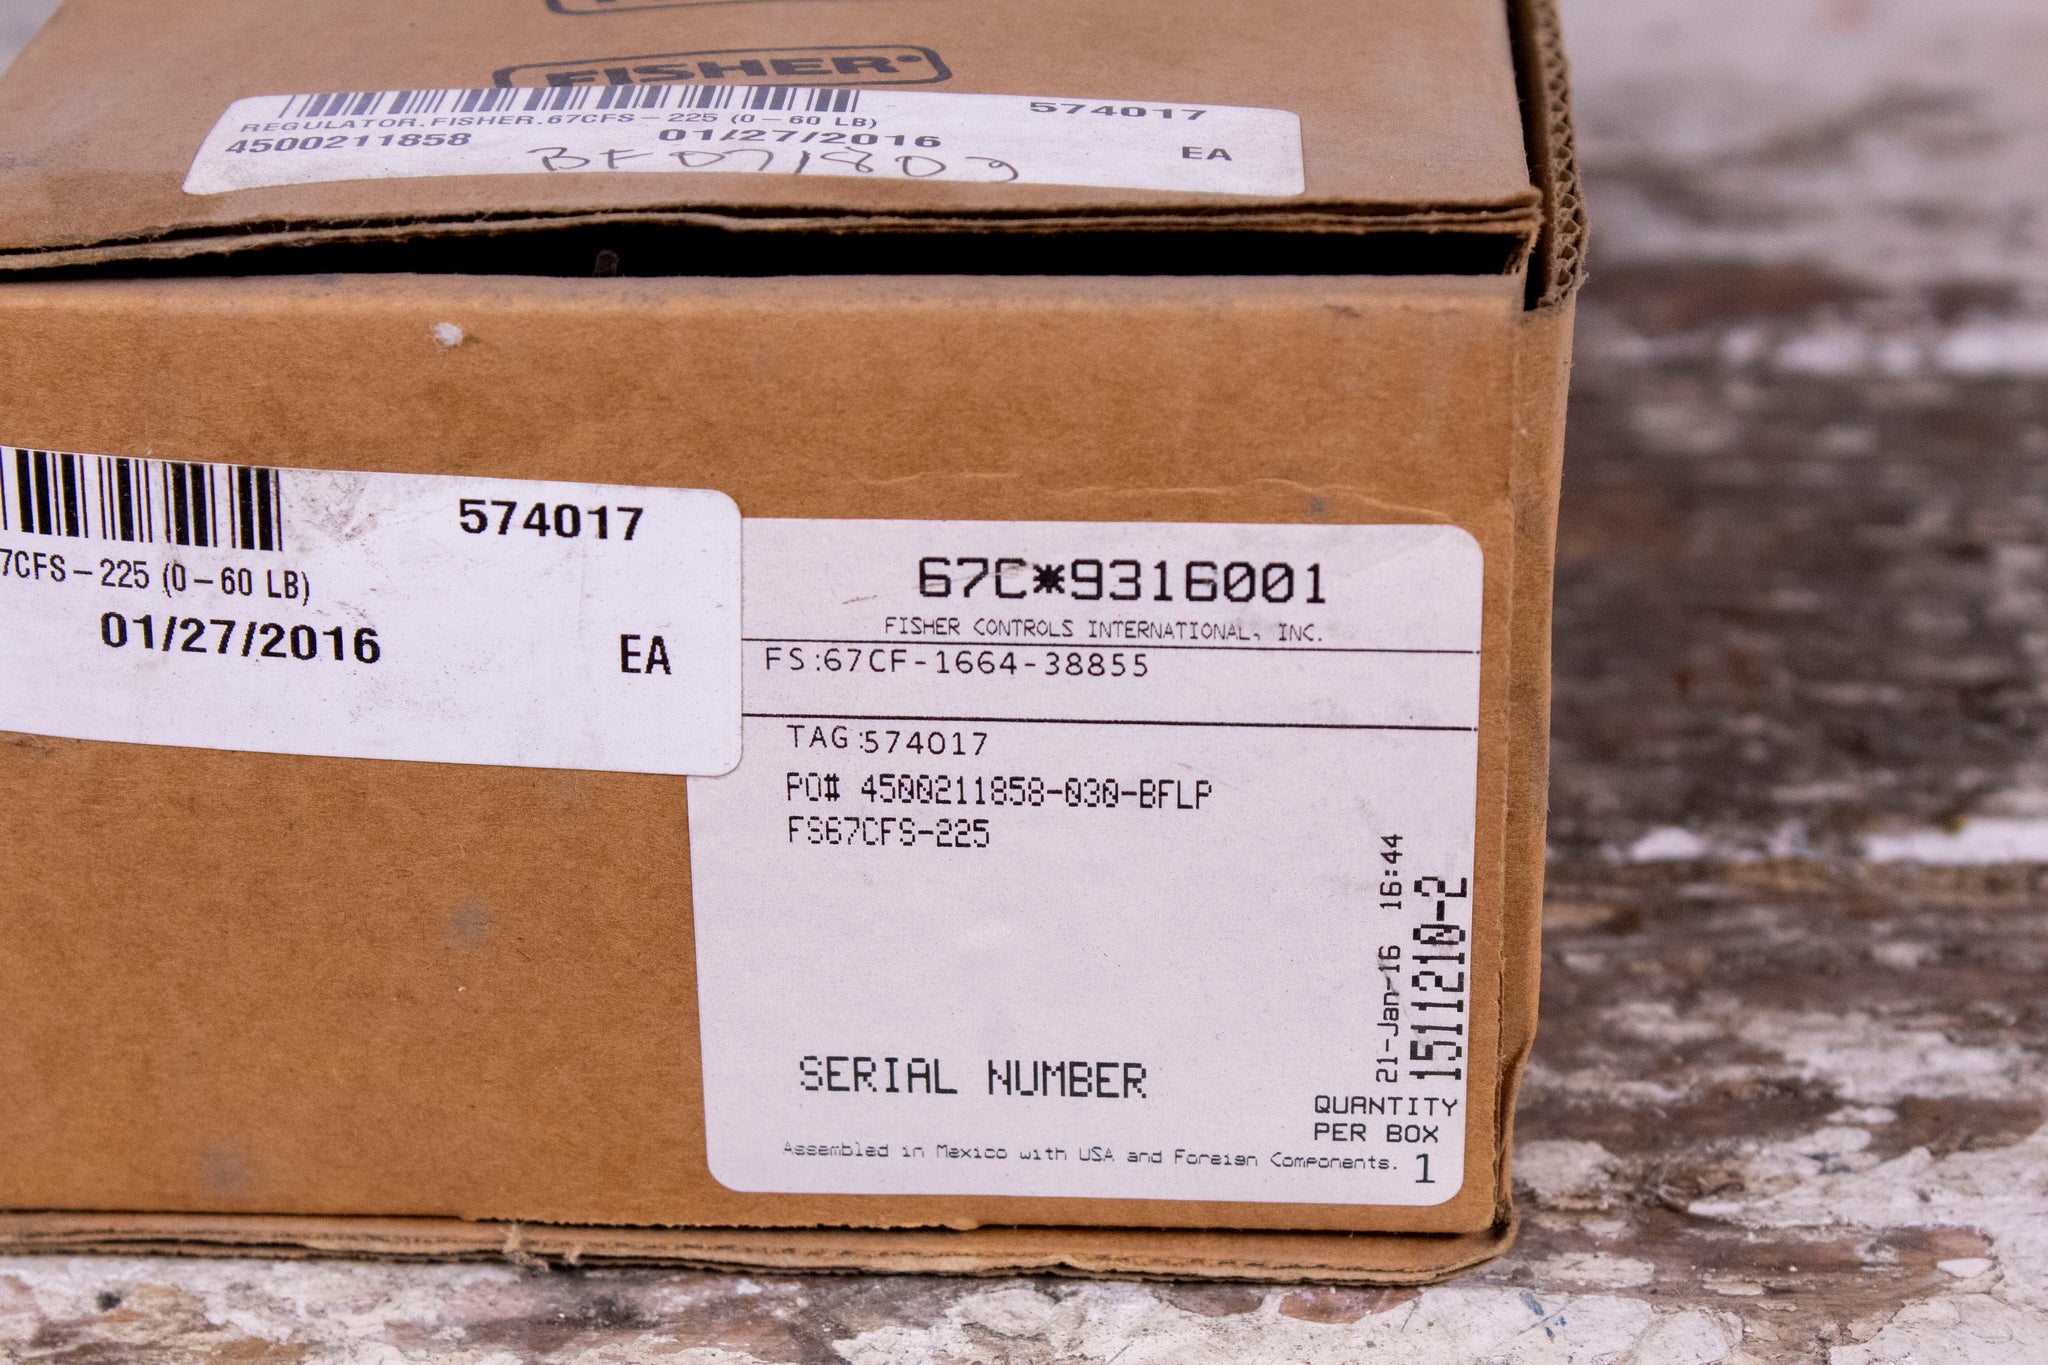 FISHER
574017
REGULATOR.FISHER.67CFS-225 (0-60 LB)
4500211858 01/27/2016
EA
574017
7CFS-225 (0-60 LB)
01/27/2016
EA
67C*9316001
FISHER CONTROLS INTERNATIONAL, INC.
FS:67CF-1664-38855
TAG:574017
PO# 4500211858-030-BFLP
FS67CFS-225
21-Jan-16 16:44
1511210-2
SERIAL NUMBER
QUANTITY
PER BOX
1
Assembled in Mexico with USA and Foreign Components.